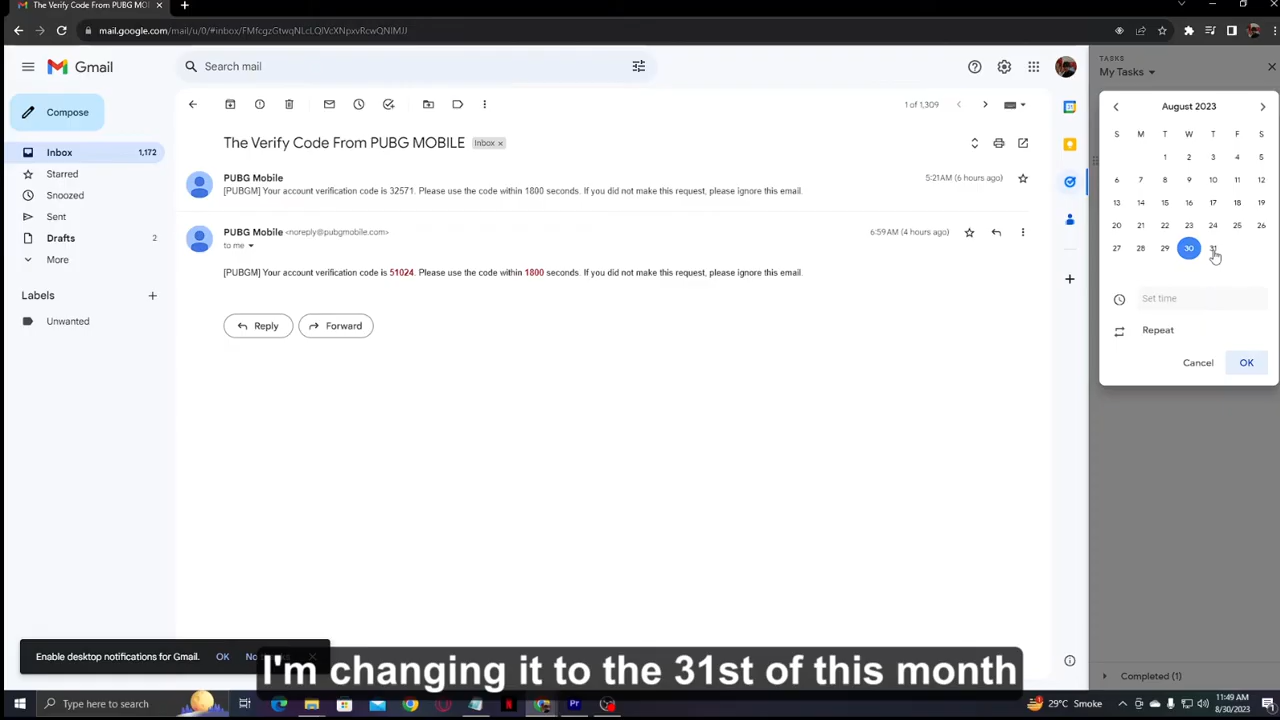 The Verify Code From PUBG MOBI
mail.google.com/mail/u/0/#inbox/FMfcgzGtwqNLcLQlVcXNpxvRcwQNlMJJ
Gmail
Search mail
TASKS
My Tasks
Compose
1 of 1,309
August 2023
S M T W T F S
1 2 3 4 5
6 7 8 9 10 11 12
13 14 15 16 17 18 19
20 21 22 23 24 25 26
27 28 29 30 31
Set time
Repeat
Cancel OK
Inbox 1,172
Starred
Snoozed
Sent
Drafts 2
More
Labels
Unwanted
The Verify Code From PUBG MOBILE Inbox ×
PUBG Mobile 5:21AM (6 hours ago)
[PUBGM] Your account verification code is 32571. Please use the code within 1800 seconds. If you did not make this request, please ignore this email.
PUBG Mobile <noreply@pubgmobile.com> 6:59AM (4 hours ago)
to me
[PUBGM] Your account verification code is 51024. Please use the code within 1800 seconds. If you did not make this request, please ignore this email.
Reply Forward
Enable desktop notifications for Gmail. OK No
I'm changing it to the 31st of this month
Completed (1)
Type here to search
29°C Smoke
11:49 AM
8/30/2023